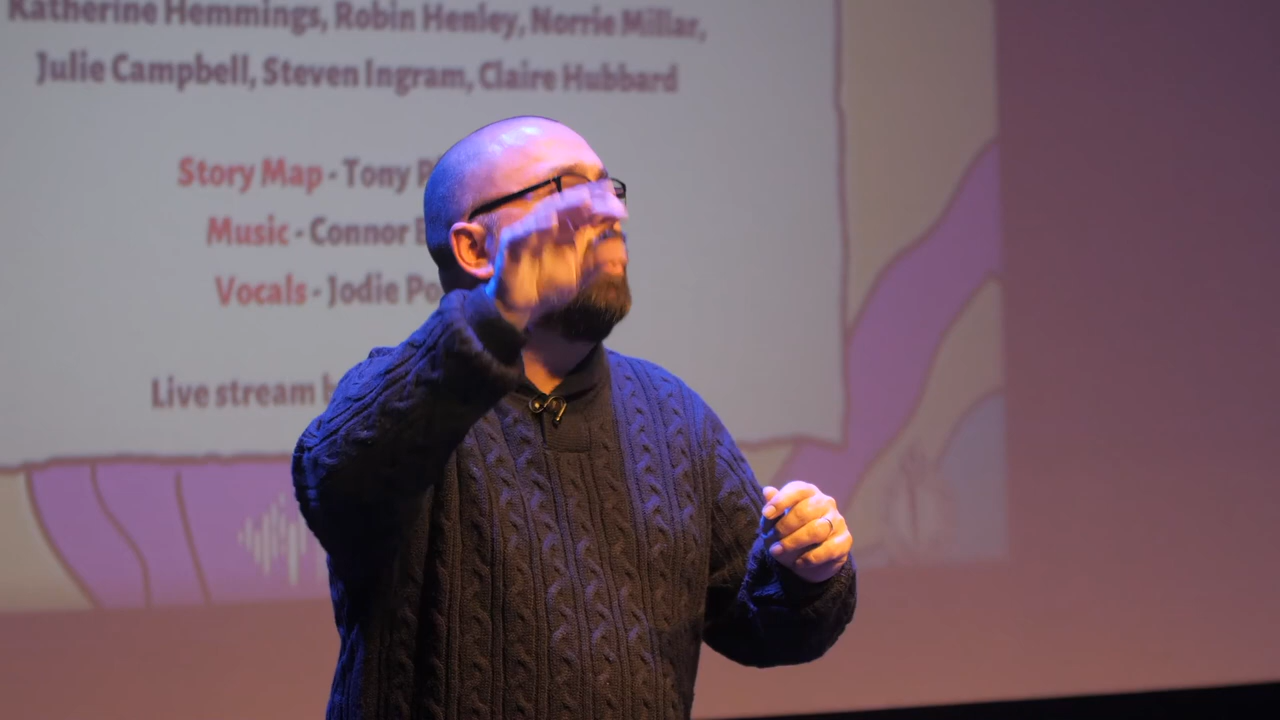 Katherine Hemmings, Robin Henley, Norrie Millar,
Julie Campbell, Steven Ingram, Claire Hubbard
Story Map - Tony
Music - Connor
Vocals - Jodie
Live stream